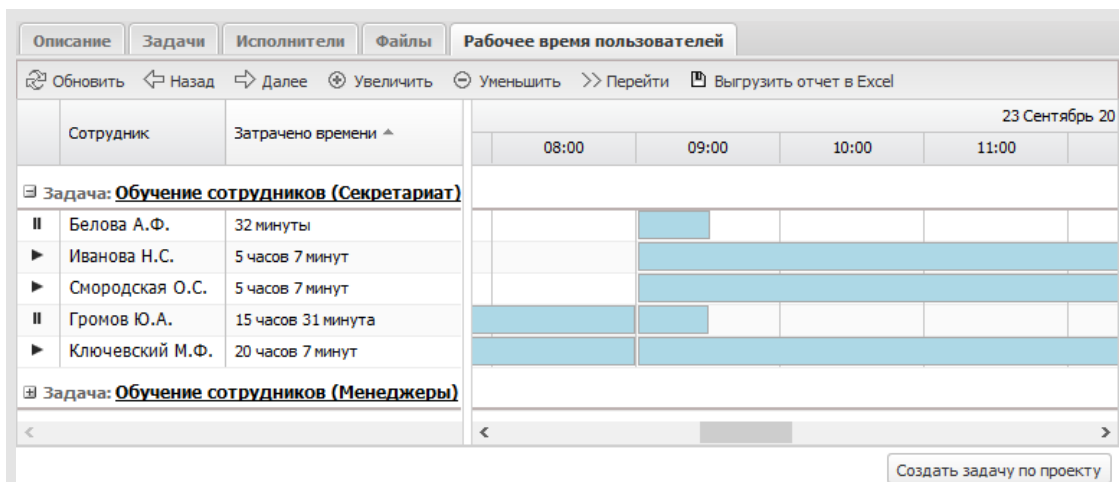 Описание Задачи Исполнители Файлы Рабочее время пользователей
Обновить Назад Далее Увеличить Уменьшить Перейти Выгрузить отчет в Excel
23 Сентябрь 20
Сотрудник Затрачено времени
08:00 09:00 10:00 11:00
Задача: Обучение сотрудников (Секретариат)
Белова А.Ф. 32 минуты
Иванова Н.С. 5 часов 7 минут
Смородская О.С. 5 часов 7 минут
Громов Ю.А. 15 часов 31 минута
Ключевский М.Ф. 20 часов 7 минут
Задача: Обучение сотрудников (Менеджеры)
Создать задачу по проекту